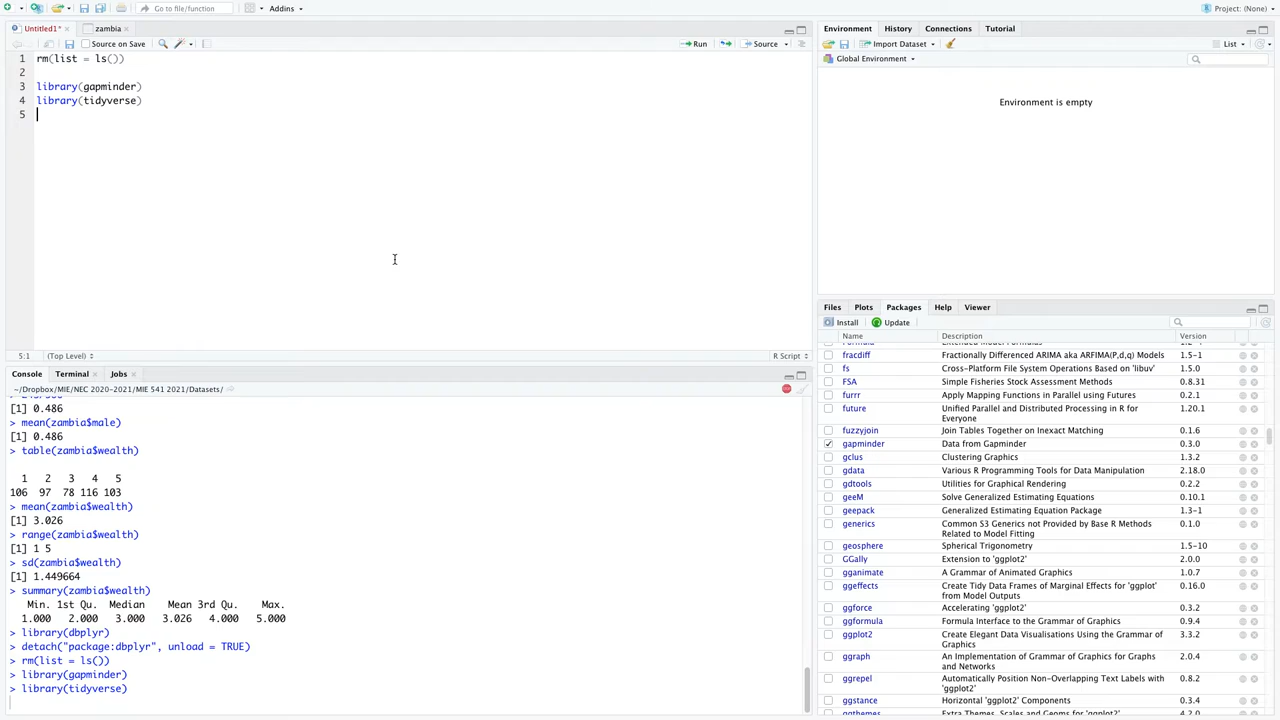 Go to file/function
Addins
Project: (None)
Untitled1*
zambia
Source on Save
Run
Source
1 rm(list = ls())
2
3 library(gapminder)
4 library(tidyverse)
5
5:1 (Top Level) R Script
Console Terminal Jobs
~/Dropbox/MIE/NEC 2020-2021/MIE 541 2021/Datasets/
[1] 0.486
> mean(zambia$male)
[1] 0.486
> table(zambia$wealth)
1 2 3 4 5
106 97 78 116 103
> mean(zambia$wealth)
[1] 3.026
> range(zambia$wealth)
[1] 1 5
> sd(zambia$wealth)
[1] 1.449664
> summary(zambia$wealth)
Min. 1st Qu. Median Mean 3rd Qu. Max.
1.000 2.000 3.000 3.026 4.000 5.000
> library(dbplyr)
> detach("package:dbplyr", unload = TRUE)
> rm(list = ls())
> library(gapminder)
> library(tidyverse)
Environment History Connections Tutorial
Import Dataset
List
Global Environment
Environment is empty
Files Plots Packages Help Viewer
Install Update
Name Description Version
fracdiff Fractionally Differenced ARIMA aka ARFIMA(P,d,q) Models 1.5-1
fs Cross-Platform File System Operations Based on 'libuv' 1.5.0
FSA Simple Fisheries Stock Assessment Methods 0.8.31
furrr Apply Mapping Functions in Parallel using Futures 0.2.1
future Unified Parallel and Distributed Processing in R for 1.20.1
Everyone
fuzzyjoin Join Tables Together on Inexact Matching 0.1.6
gapminder Data from Gapminder 0.3.0
gclus Clustering Graphics 1.3.2
gdata Various R Programming Tools for Data Manipulation 2.18.0
gdtools Utilities for Graphical Rendering 0.2.2
geeM Solve Generalized Estimating Equations 0.10.1
geepack Generalized Estimating Equation Package 1.3-1
generics Common S3 Generics not Provided by Base R Methods 0.1.0
Related to Model Fitting
geosphere Spherical Trigonometry 1.5-10
GGally Extension to 'ggplot2' 2.0.0
gganimate A Grammar of Animated Graphics 1.0.7
ggeffects Create Tidy Data Frames of Marginal Effects for 'ggplot' 0.16.0
from Model Outputs
ggforce Accelerating 'ggplot2' 0.3.2
ggformula Formula Interface to the Grammar of Graphics 0.9.4
ggplot2 Create Elegant Data Visualisations Using the Grammar of 3.3.2
Graphics
ggraph An Implementation of Grammar of Graphics for Graphs 2.0.4
and Networks
ggrepel Automatically Position Non-Overlapping Text Labels with 0.8.2
'ggplot2'
ggstance Horizontal 'ggplot2' Components 0.3.4